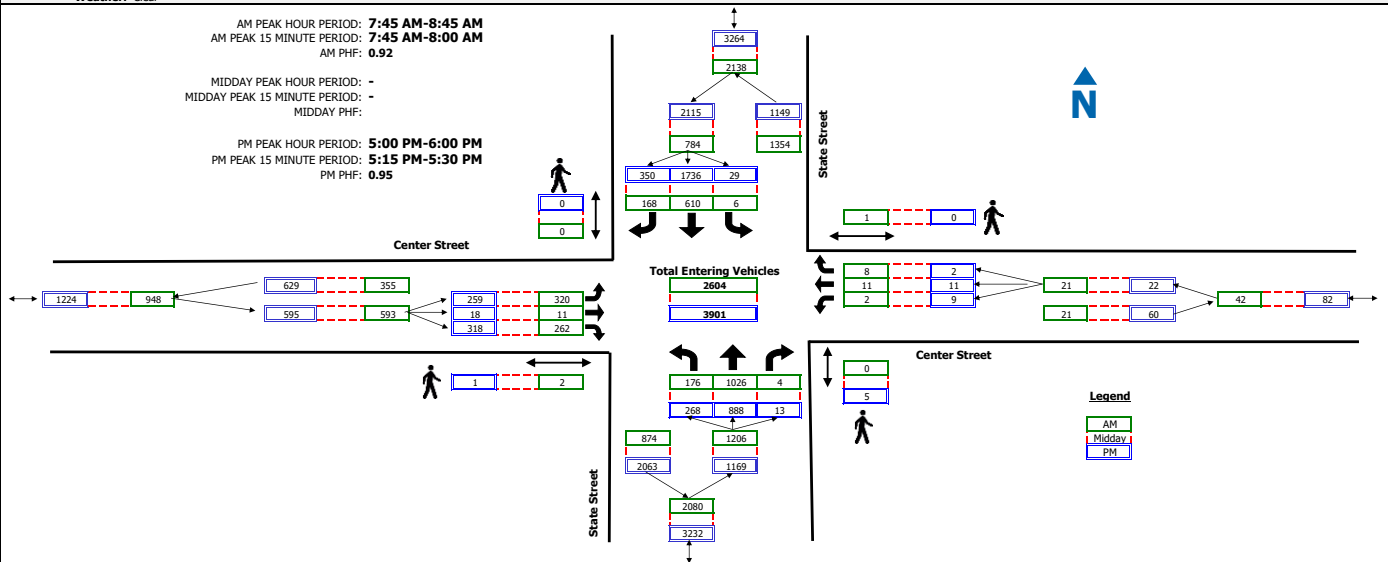 AM PEAK HOUR PERIOD: 7:45 AM-8:45 AM
AM PEAK 15 MINUTE PERIOD: 7:45 AM-8:00 AM
AM PHF: 0.92
MIDDAY PEAK HOUR PERIOD: -
MIDDAY PEAK 15 MINUTE PERIOD: -
MIDDAY PHF:
PM PEAK HOUR PERIOD: 5:00 PM-6:00 PM
PM PEAK 15 MINUTE PERIOD: 5:15 PM-5:30 PM
PM PHF: 0.95
3264
2138
2115 1149
784 1354
350 1736 29
168 610 6
State Street
N
0
0
1 0
Center Street
Total Entering Vehicles
2604
3901
1224 948
629 355
595 593
259 320
18 11
318 262
8 2
11 11
2 9
21 22
21 60
42 82
Center Street
1 2
176 1026 4
268 888 13
874 1206
2063 1169
2080
3232
State Street
0
5
Legend
AM
Midday
PM